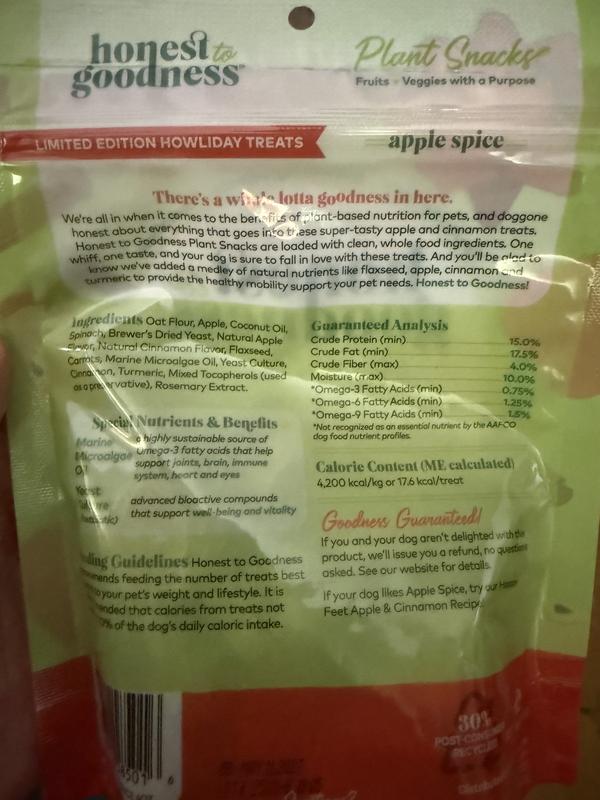 honest to
goodness™
Plant Snacks
Fruits + Veggies with a Purpose
LIMITED EDITION HOWLIDAY TREATS
apple spice
There's a whole lotta goodness in here.
We're all in when it comes to the benefits of plant-based nutrition for pets, and doggone
honest about everything that goes into these super-tasty apple and cinnamon treats.
Honest to Goodness Plant Snacks are loaded with clean, whole food ingredients. One
whiff, one taste, and your dog is sure to fall in love with these treats. And you'll be glad to
know we've added a medley of natural nutrients like flaxseed, apple, cinnamon and
turmeric to provide the healthy mobility support your pet needs. Honest to Goodness!
Ingredients Oat Flour, Apple, Coconut Oil,
Spinach, Brewer's Dried Yeast, Natural Apple
Flavor, Natural Cinnamon Flavor, Flaxseed,
Carrots, Marine Microalgae Oil, Yeast Culture,
Cinnamon, Turmeric, Mixed Tocopherols (used
as a preservative), Rosemary Extract.
Special Nutrients & Benefits
Marine
Microalgae
Oil
a highly sustainable source of
Omega-3 fatty acids that help
support joints, brain, immune
system, heart and eyes
Yeast
Culture
advanced bioactive compounds
that support well-being and vitality
Guidelines Honest to Goodness
feeding the number of treats best
your pet's weight and lifestyle. It is
that calories from treats not
of the dog's daily caloric intake.
Guaranteed Analysis
Crude Protein (min) 15.0%
Crude Fat (min) 17.5%
Crude Fiber (max) 4.0%
Moisture (max) 10.0%
*Omega-3 Fatty Acids (min) 0.75%
*Omega-6 Fatty Acids (min) 1.25%
*Omega-9 Fatty Acids (min) 1.5%
*Not recognized as an essential nutrient by the AAFCO
dog food nutrient profiles.
Calorie Content (ME calculated)
4,200 kcal/kg or 17.6 kcal/treat
Goodness Guaranteed!
If you and your dog aren't delighted with the
product, we'll issue you a refund, no questions
asked. See our website for details.
If your dog likes Apple Spice, try our Happy
Feet Apple & Cinnamon Recipe.
8501 6
30%
POST-CONSUMER
RECYCLED